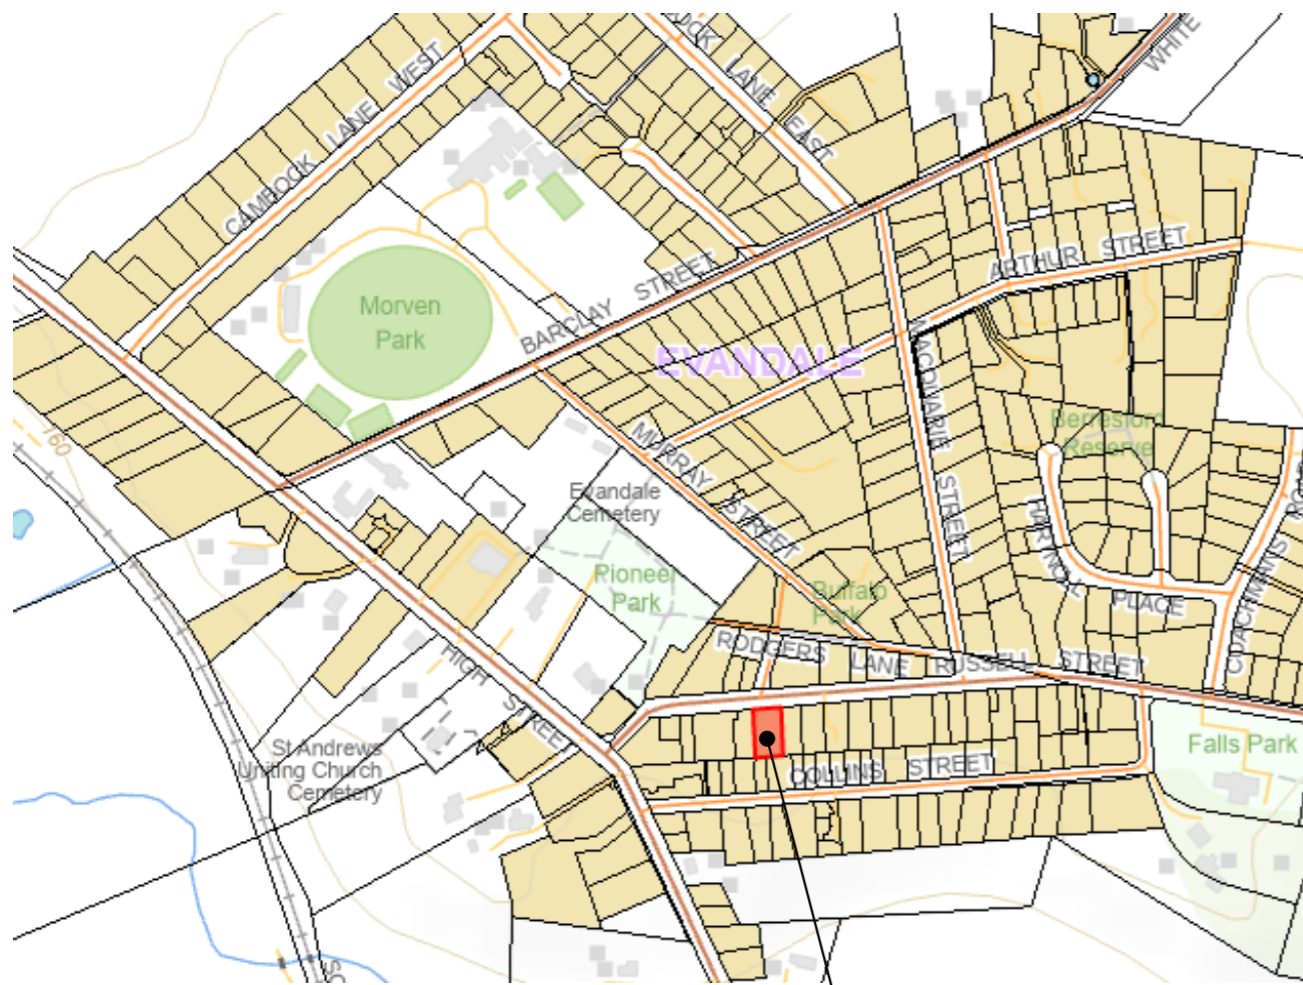 WHITE
LANE
EAST
CAMBOCK LANE WEST
BARCLAY STREET
ARTHUR STREET
Morven
Park
EVANDALE
MACQUARIE STREET
Berresford
Reserve
MURRAY STREET
Evandale
Cemetery
Pioneer
Park
Buffalo
Park
HARTNOLL PLACE
COACHMANS
RODGERS LANE
RUSSELL STREET
HIGH STREET
St Andrews
Uniting Church
Cemetery
COLLINS STREET
Falls Park
160